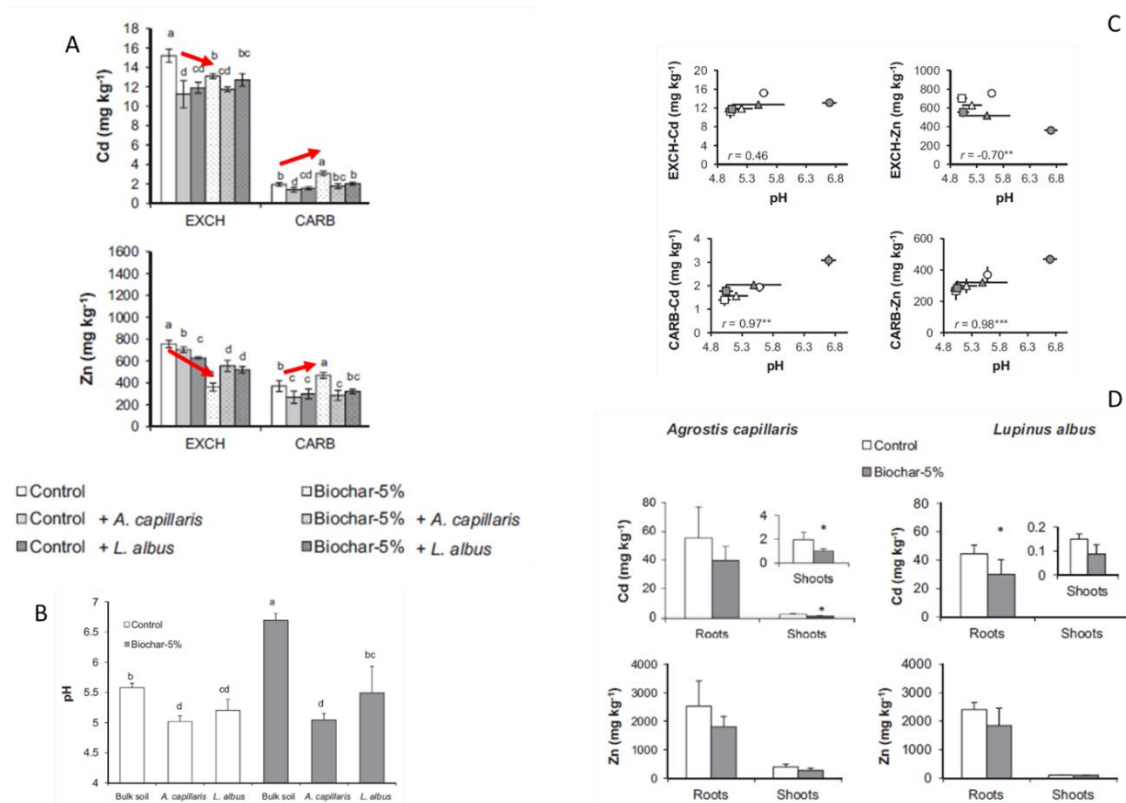 A
a
b
bc
d
cd
cd
18
16
14
12
10
8
6
4
2
0
Cd (mg kg-1)
b
d
cd
a
bc
b
EXCH
CARB
1600
1400
1200
1000
800
600
400
200
0
Zn (mg kg-1)
a
b
c
d
d
d
b
c
c
a
c
bc
EXCH
CARB
Control
Biochar-5%
Control + A. capillaris
Biochar-5% + A. capillaris
Control + L. albus
Biochar-5% + L. albus
B
7
6.5
6
5.5
5
4.5
4
pH
Control
Biochar-5%
b
d
cd
a
d
bc
Bulk soil
A. capillaris
L. albus
Bulk soil
A. capillaris
L. albus
C
EXCH-Cd (mg kg-1)
20
16
12
8
4
0
r = 0.46
4.8 5.3 5.8 6.3 6.8
pH
EXCH-Zn (mg kg-1)
1000
800
600
400
200
0
r = -0.70**
4.8 5.3 5.8 6.3 6.8
pH
CARB-Cd (mg kg-1)
4
3
2
1
0
r = 0.97**
4.8 5.3 5.8 6.3 6.8
pH
CARB-Zn (mg kg-1)
600
400
200
0
r = 0.98***
4.8 5.3 5.8 6.3 6.8
pH
D
Agrostis capillaris
Lupinus albus
Control
Biochar-5%
Cd (mg kg-1)
80
60
40
20
0
4
2
0
*
Shoots
*
Roots
Shoots
Cd (mg kg-1)
80
60
40
20
0
*
0.2
0.1
0
Shoots
Roots
Shoots
Zn (mg kg-1)
4000
3000
2000
1000
0
Roots
Shoots
Zn (mg kg-1)
4000
3000
2000
1000
0
Roots
Shoots